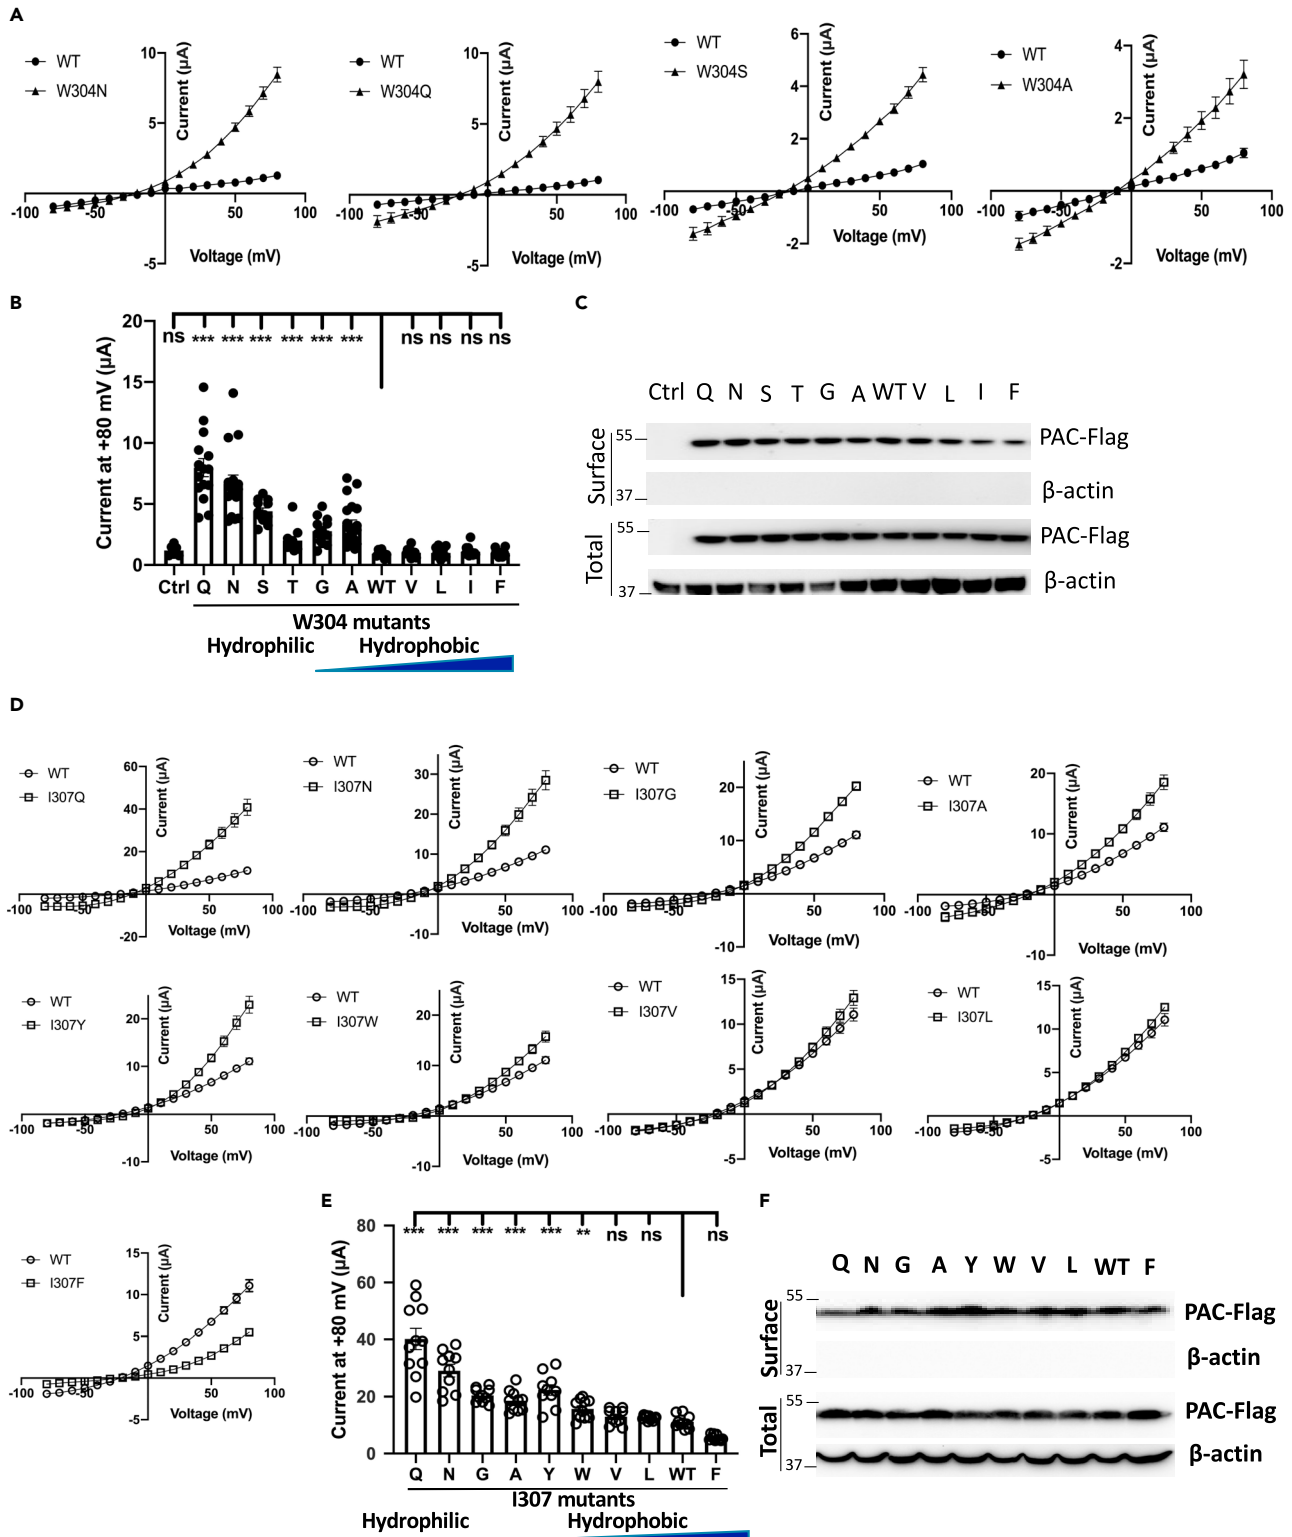 A
WT
W304N
10
5
-5
-100
-50
50
100
Current (µA)
Voltage (mV)
WT
W304Q
10
5
-5
-100
-50
50
100
Current (µA)
Voltage (mV)
WT
W304S
6
4
2
-2
-100
-50
50
100
Current (µA)
Voltage (mV)
WT
W304A
4
2
-2
-100
-50
50
100
Current (µA)
Voltage (mV)
B
Current at +80 mV (µA)
20
15
10
5
0
ns *** *** *** *** *** *** ns ns ns ns
Ctrl Q N S T G A WT V L I F
W304 mutants
Hydrophilic Hydrophobic
C
Ctrl Q N S T G A WT V L I F
Surface
55 PAC-Flag
37 β-actin
Total
55 PAC-Flag
37 β-actin
D
WT
I307Q
60
40
20
-20
-100
50
100
-50
Current (µA)
Voltage (mV)
WT
I307N
30
20
10
-10
-100
-50
50
100
Current (µA)
Voltage (mV)
WT
I307G
20
10
-10
-100
-50
50
100
Current (µA)
Voltage (mV)
WT
I307A
20
10
-10
-100
-50
50
100
Current (µA)
Voltage (mV)
WT
I307Y
20
10
-10
-100
-50
50
100
Current (µA)
Voltage (mV)
WT
I307W
20
10
-10
-100
-50
50
100
Current (µA)
Voltage (mV)
WT
I307V
15
10
5
-5
-100
-50
50
100
Current (µA)
Voltage (mV)
WT
I307L
15
10
5
-5
-100
-50
50
100
Current (µA)
Voltage (mV)
WT
I307F
15
10
5
-5
-100
-50
50
100
Current (µA)
Voltage (mV)
E
Current at +80 mV (µA)
80
60
40
20
0
*** *** *** *** *** ** ns ns ns
Q N G A Y W V L WT F
I307 mutants
Hydrophilic Hydrophobic
F
Q N G A Y W V L WT F
Surface
55 PAC-Flag
37 β-actin
Total
55 PAC-Flag
37 β-actin